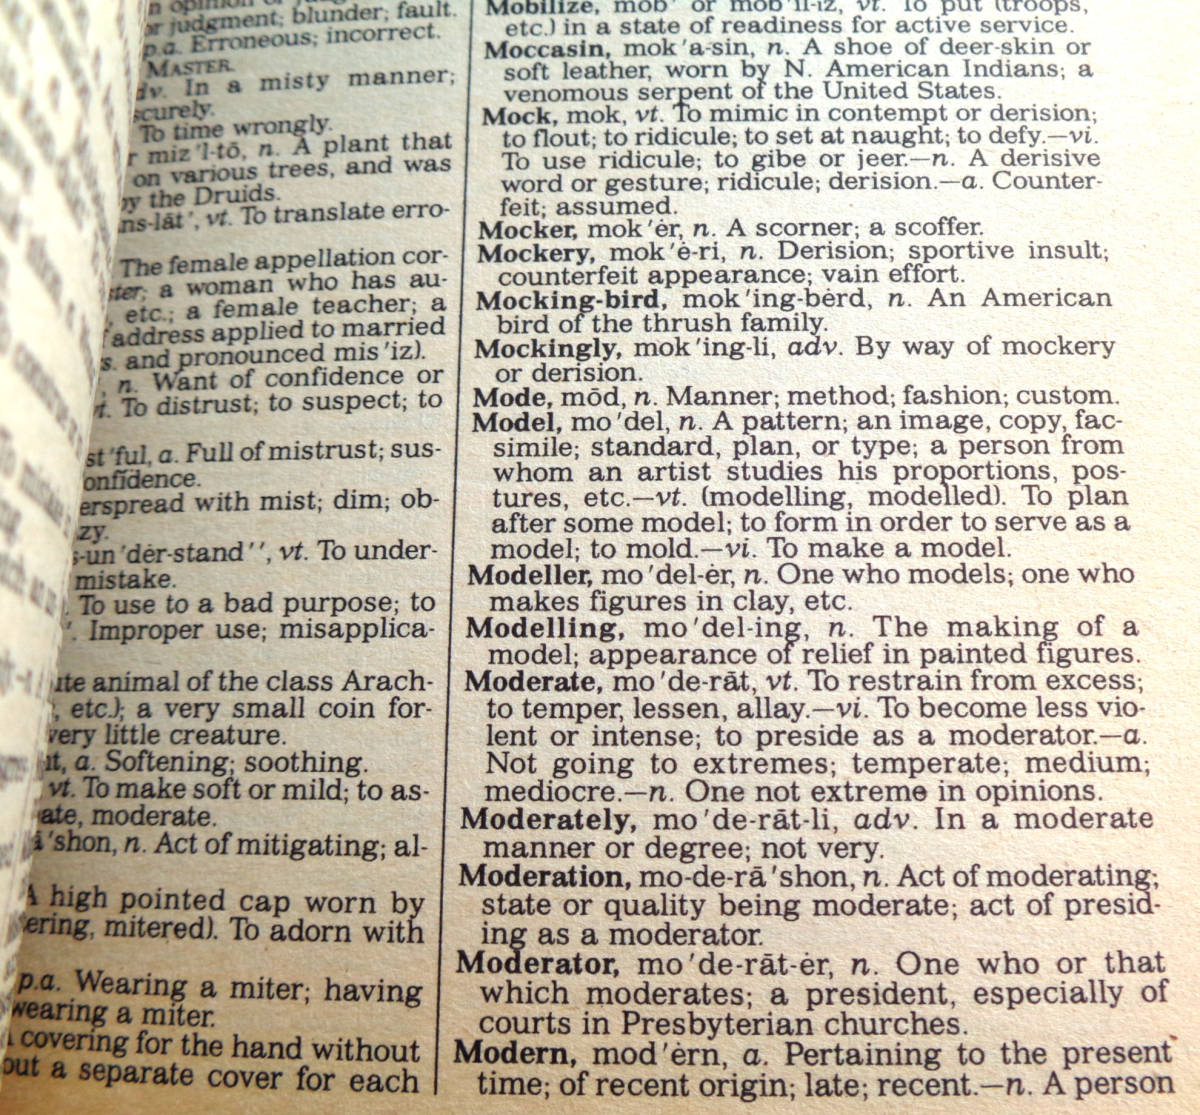 or judgment; blunder; fault.
p.a. Erroneous; incorrect.
MASTER.
In a misty manner;
To time wrongly.
miz'l-tō, n. A plant that
on various trees, and was
the Druids.
vt. To translate erro-
The female appellation cor-
a woman who has au-
etc.; a female teacher; a
address applied to married
and pronounced mis'iz).
n. Want of confidence or
To distrust; to suspect; to
a. Full of mistrust; sus-
with mist; dim; ob-
vt. To under-
mistake.
To use to a bad purpose; to
Improper use; misapplica-
animal of the class Arach-
etc.); a very small coin for-
very little creature.
a. Softening; soothing.
vt. To make soft or mild; to as-
moderate.
n. Act of mitigating; al-
A high pointed cap worn by
mitered). To adorn with
p.a. Wearing a miter; having
wearing a miter.
covering for the hand without
out a separate cover for each
Mobilize, mob' or mob'il-iz, vt. To put (troops,
etc.) in a state of readiness for active service.
Moccasin, mok'a-sin, n. A shoe of deer-skin or
soft leather, worn by N. American Indians; a
venomous serpent of the United States.
Mock, mok, vt. To mimic in contempt or derision;
to flout; to ridicule; to set at naught; to defy.—vi.
To use ridicule; to gibe or jeer.—n. A derisive
word or gesture; ridicule; derision.—a. Counter-
feit; assumed.
Mocker, mok'ėr, n. A scorner; a scoffer.
Mockery, mok'ė-ri, n. Derision; sportive insult;
counterfeit appearance; vain effort.
Mocking-bird, mok'ing-bėrd, n. An American
bird of the thrush family.
Mockingly, mok'ing-li, adv. By way of mockery
or derision.
Mode, mōd, n. Manner; method; fashion; custom.
Model, mo'del, n. A pattern; an image, copy, fac-
simile; standard, plan, or type; a person from
whom an artist studies his proportions, pos-
tures, etc.—vt. (modelling, modelled). To plan
after some model; to form in order to serve as a
model; to mold.—vi. To make a model.
Modeller, mo'del-ėr, n. One who models; one who
makes figures in clay, etc.
Modelling, mo'del-ing, n. The making of a
model; appearance of relief in painted figures.
Moderate, mo'de-rāt, vt. To restrain from excess;
to temper, lessen, allay.—vi. To become less vio-
lent or intense; to preside as a moderator.—a.
Not going to extremes; temperate; medium;
mediocre.—n. One not extreme in opinions.
Moderately, mo'de-rāt-li, adv. In a moderate
manner or degree; not very.
Moderation, mo-de-rā'shon, n. Act of moderating;
state or quality being moderate; act of presid-
ing as a moderator.
Moderator, mo'de-rāt-ėr, n. One who or that
which moderates; a president, especially of
courts in Presbyterian churches.
Modern, mod'ėrn, a. Pertaining to the present
time; of recent origin; late; recent.—n. A person